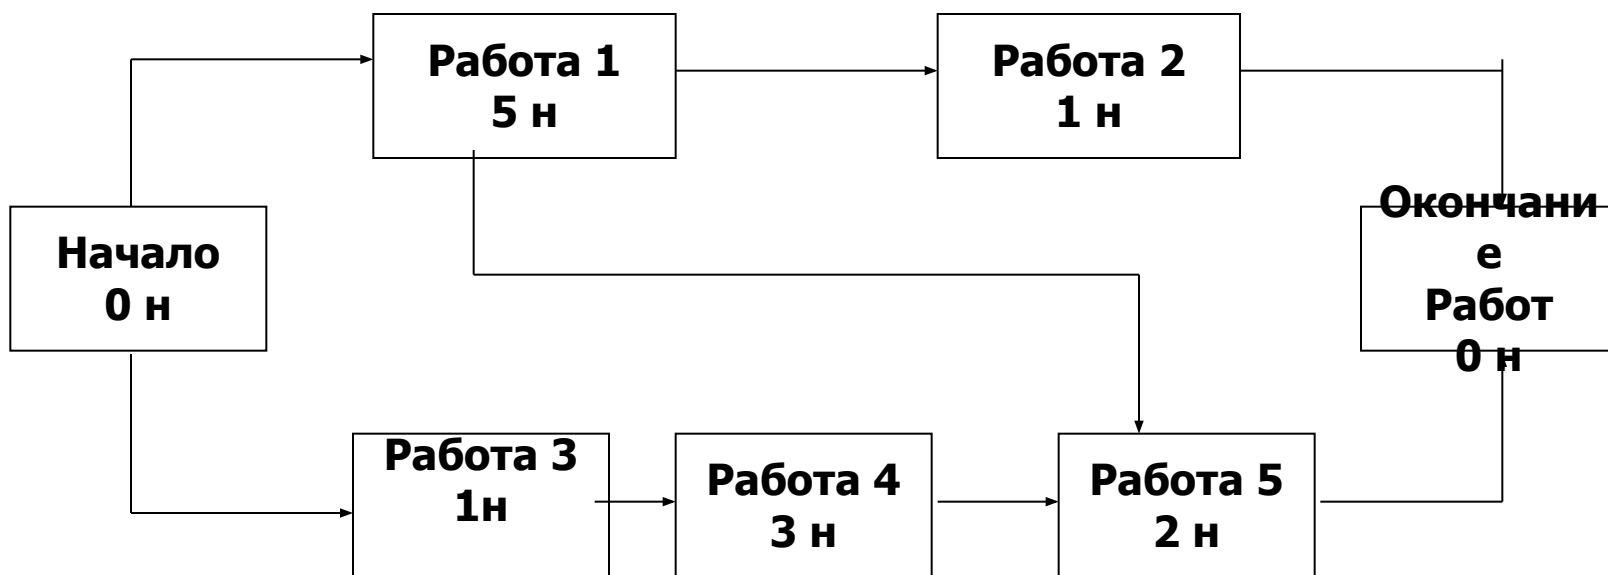 Работа 1
5 н
Работа 2
1 н
Начало
0 н
Окончани
е
Работ
0 н
Работа 3
1н
Работа 4
3 н
Работа 5
2 н